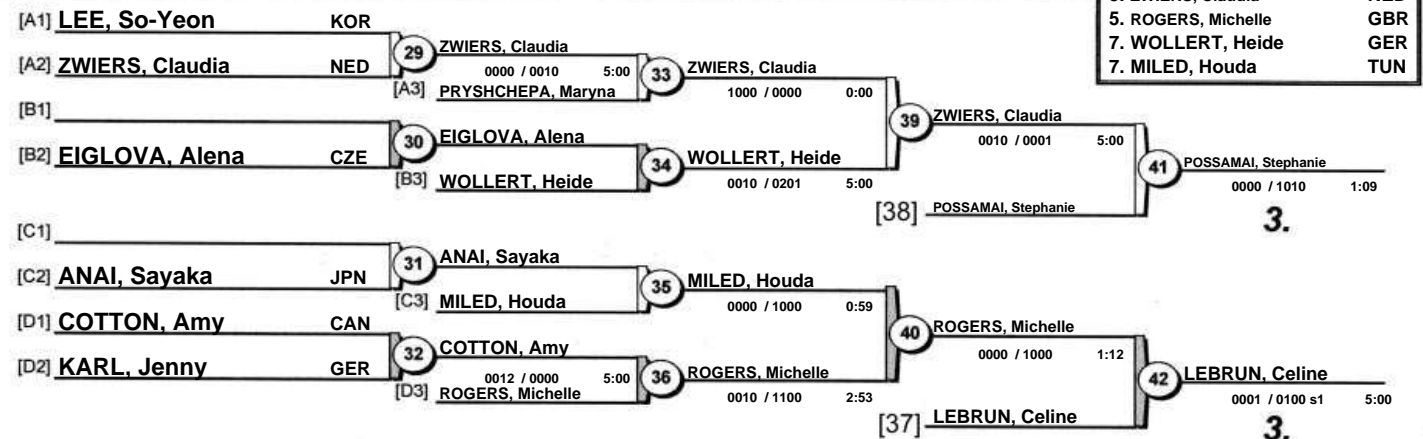 [A1] LEE, So-Yeon KOR
[A2] ZWIERS, Claudia NED
29
ZWIERS, Claudia
0000 / 0010 5:00
[A3] PRYSHCHEPA, Maryna
33
ZWIERS, Claudia
1000 / 0000 0:00
[B1]
[B2] EIGLOVA, Alena CZE
30
EIGLOVA, Alena
[B3] WOLLERT, Heide
34
WOLLERT, Heide
0010 / 0201 5:00
39
ZWIERS, Claudia
0010 / 0001 5:00
[38] POSSAMAI, Stephanie
41
POSSAMAI, Stephanie
0000 / 1010 1:09
3.
[C1]
[C2] ANAI, Sayaka JPN
31
ANAI, Sayaka
[C3] MILED, Houda
35
MILED, Houda
0000 / 1000 0:59
[D1] COTTON, Amy CAN
[D2] KARL, Jenny GER
32
COTTON, Amy
0012 / 0000 5:00
[D3] ROGERS, Michelle
36
ROGERS, Michelle
0010 / 1100 2:53
40
ROGERS, Michelle
0000 / 1000 1:12
[37] LEBRUN, Celine
42
LEBRUN, Celine
0001 / 0100 s1 5:00
3.
5. ROGERS, Michelle GBR
7. WOLLERT, Heide GER
7. MILED, Houda TUN